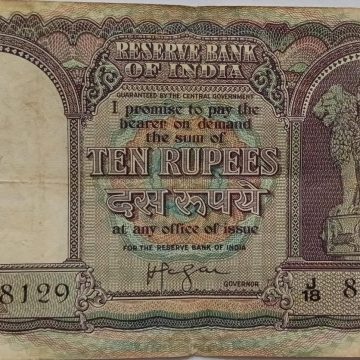 RESERVE BANK
OF INDIA
GUARANTEED BY THE CENTRAL GOVERNMENT
I promise to pay the
bearer on demand
the sum of
TEN RUPEES
दस रूपये
at any office of issue
FOR THE RESERVE BANK OF INDIA
GOVERNOR
8129
J/18 8